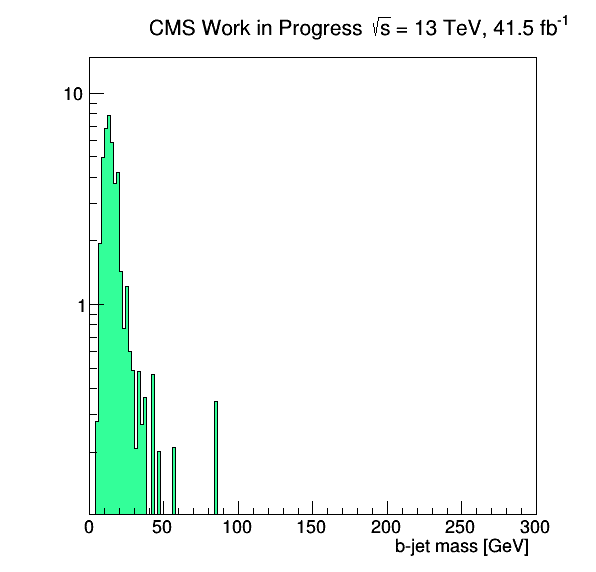 CMS Work in Progress √s = 13 TeV, 41.5 fb⁻¹
10
1
0 50 100 150 200 250 300
b-jet mass [GeV]